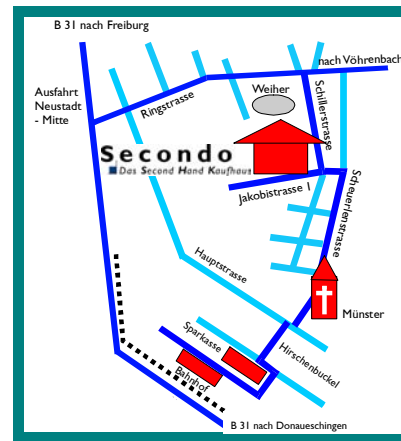 B 31 nach Freiburg
nach Vöhrenbach
Ausfahrt
Neustadt
- Mitte
Ringstrasse
Weiher
Schillerstrasse
Secondo
Das Second Hand Kaufhaus
Jakobistrasse 1
Scheuerlenstrasse
Hauptstrasse
Münster
Sparkasse
Hirschenbuckel
Bahnhof
B 31 nach Donaueschingen